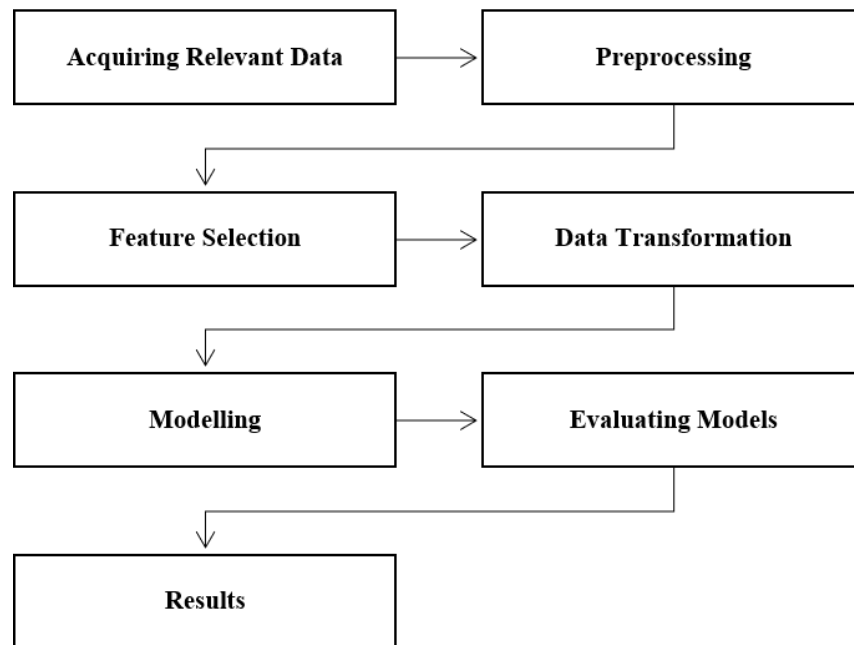 Acquiring Relevant Data
Preprocessing
Feature Selection
Data Transformation
Modelling
Evaluating Models
Results